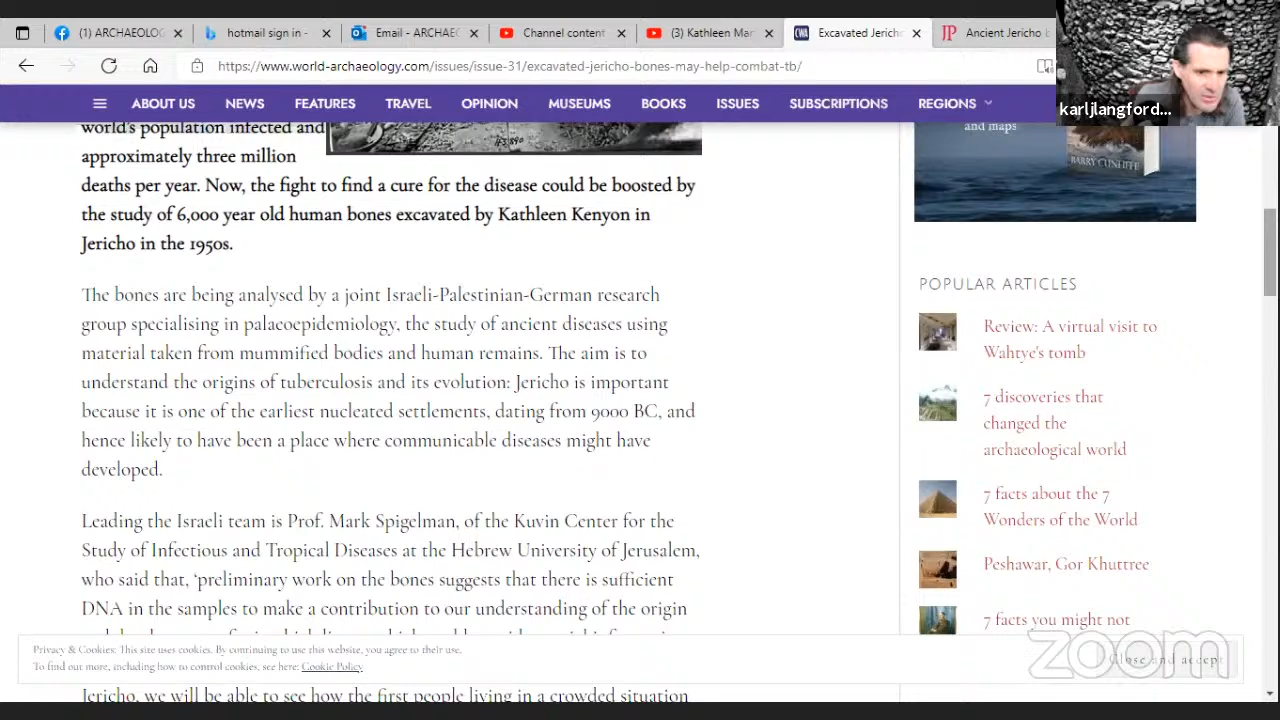 (1) ARCHAEOLOG
hotmail sign in -
Email - ARCHAEC
Channel content
(3) Kathleen Mar
CWA
Excavated Jericho
JP
Ancient Jericho b
https://www.world-archaeology.com/issues/issue-31/excavated-jericho-bones-may-help-combat-tb/
karljlangford...
ABOUT US
NEWS
FEATURES
TRAVEL
OPINION
MUSEUMS
BOOKS
ISSUES
SUBSCRIPTIONS
REGIONS
world's population infected and
approximately three million
deaths per year. Now, the fight to find a cure for the disease could be boosted by
the study of 6,000 year old human bones excavated by Kathleen Kenyon in
Jericho in the 1950s.
The bones are being analysed by a joint Israeli-Palestinian-German research
group specialising in palaeoepidemiology, the study of ancient diseases using
material taken from mummified bodies and human remains. The aim is to
understand the origins of tuberculosis and its evolution: Jericho is important
because it is one of the earliest nucleated settlements, dating from 9000 BC, and
hence likely to have been a place where communicable diseases might have
developed.
Leading the Israeli team is Prof. Mark Spigelman, of the Kuvin Center for the
Study of Infectious and Tropical Diseases at the Hebrew University of Jerusalem,
who said that, ‘preliminary work on the bones suggests that there is sufficient
DNA in the samples to make a contribution to our understanding of the origin
Jericho, we will be able to see how the first people living in a crowded situation
and maps
BARRY CUNLIFFE
POPULAR ARTICLES
Review: A virtual visit to
Wahtye's tomb
7 discoveries that
changed the
archaeological world
7 facts about the 7
Wonders of the World
Peshawar, Gor Khuttree
7 facts you might not
Privacy & Cookies: This site uses cookies. By continuing to use this website, you agree to their use.
To find out more, including how to control cookies, see here: Cookie Policy
Close and accept
zoom